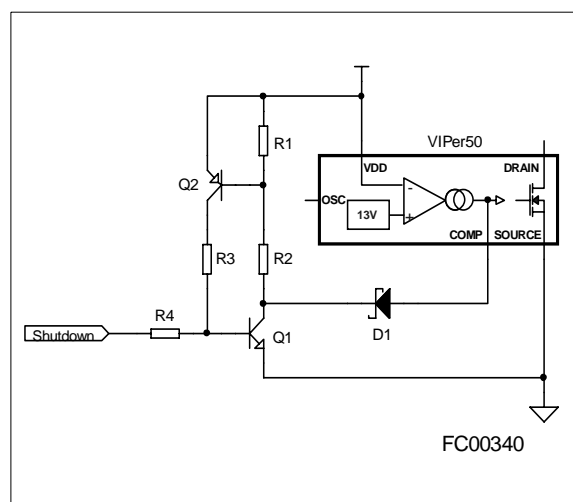 R1
VIPer50
VDD
DRAIN
Q2
-
OSC
13V
+
COMP
SOURCE
R3
R2
D1
R4
Shutdown
Q1
FC00340